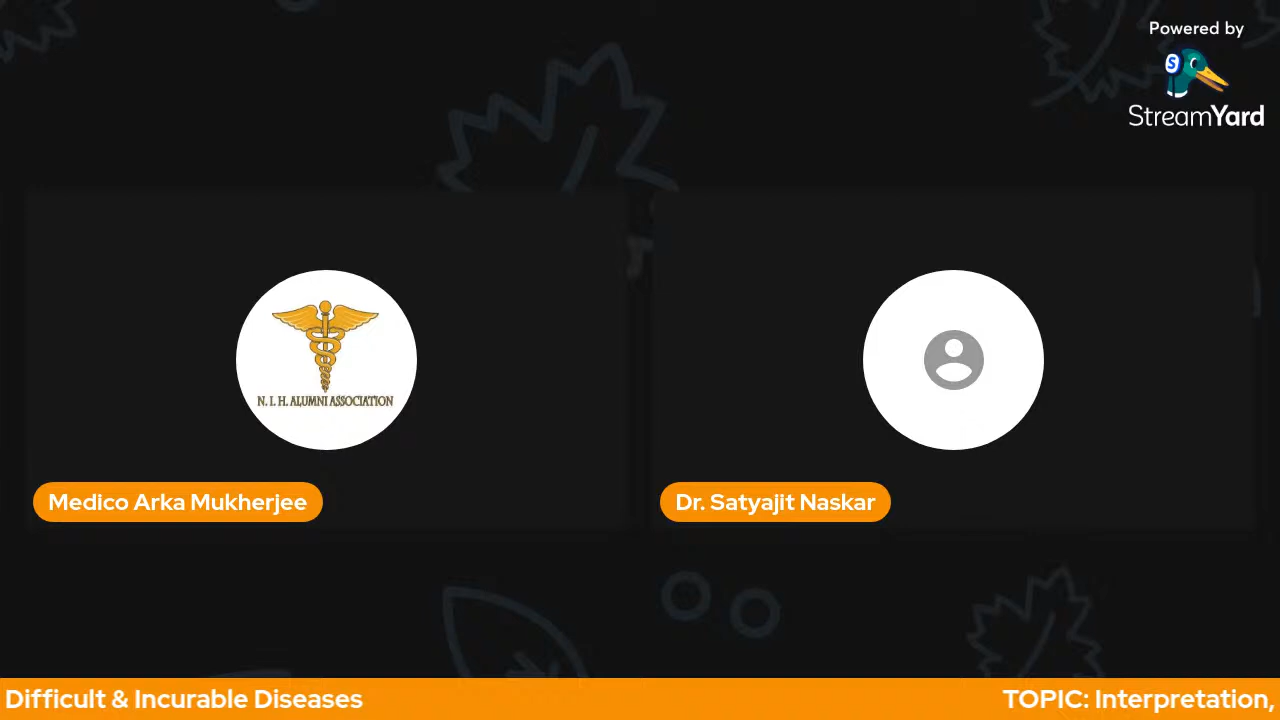 Powered by
S
StreamYard
N. I. H. ALUMNI ASSOCIATION
Medico Arka Mukherjee
Dr. Satyajit Naskar
Difficult & Incurable Diseases
TOPIC: Interpretation,